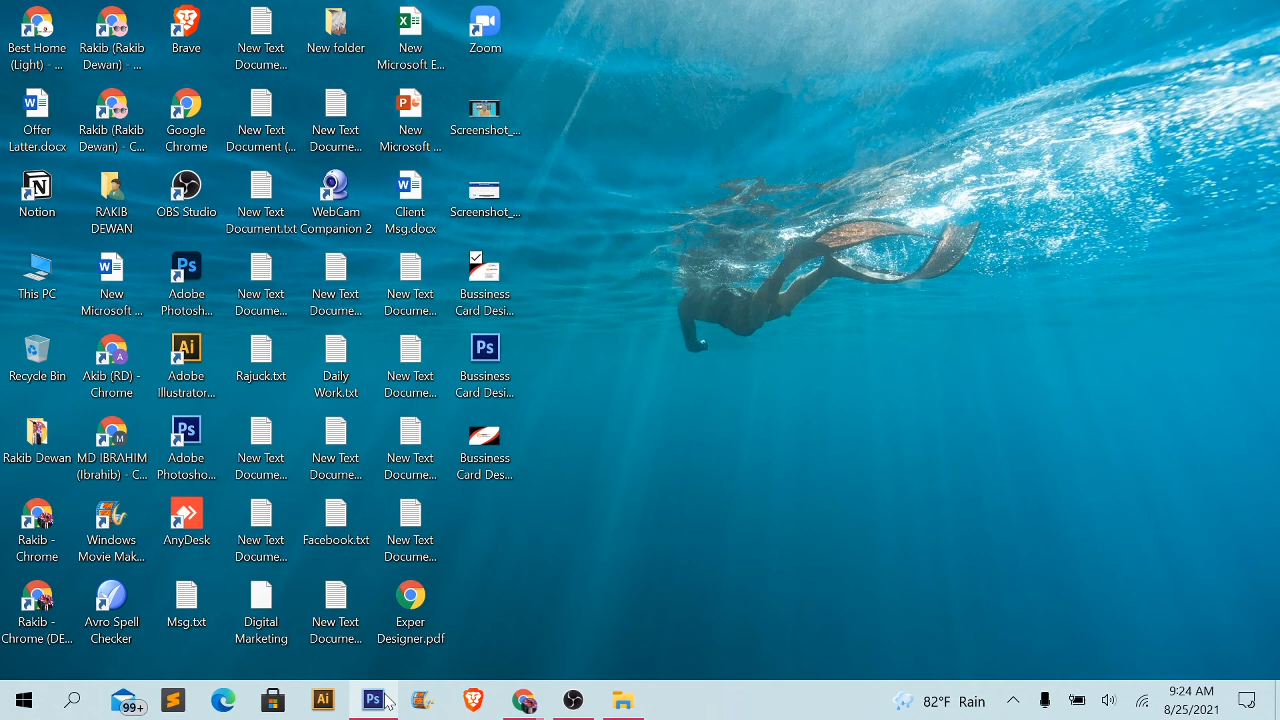 Best Home
(Light) - ...
Rakib (Rakib
Dewan) - ...
Brave
New Text
Docume...
New folder
New
Microsoft E...
Zoom
Offer
Latter.docx
Rakib (Rakib
Dewan) - C...
Google
Chrome
New Text
Document (...
New Text
Docume...
New
Microsoft ...
Screenshot_...
Notion
RAKIB
DEWAN
OBS Studio
New Text
Document.txt
WebCam
Companion 2
Client
Msg.docx
Screenshot_...
This PC
New
Microsoft ...
Ps
Adobe
Photosh...
New Text
Docume...
New Text
Docume...
New Text
Docume...
Bussiness
Card Desi...
Recycle Bin
Akib (RD) -
Chrome
Ai
Adobe
Illustrator...
Rajuck.txt
Daily
Work.txt
New Text
Docume...
Ps
Bussiness
Card Desi...
Rakib Dewan
MD IBRAHIM
(Ibrahib) - C...
Ps
Adobe
Photosho...
New Text
Docume...
New Text
Docume...
New Text
Docume...
Bussiness
Card Des...
Rakib -
Chrome
Windows
Movie Mak...
AnyDesk
New Text
Docume...
Facebook.txt
New Text
Docume...
Rakib -
Chrome (DE...
Avro Spell
Checker
Msg.txt
Digital
Marketing
New Text
Docume...
Exper
Designer.pdf
99+
Ai
Ps
82°F Rain
9:24 AM
8/25/2021